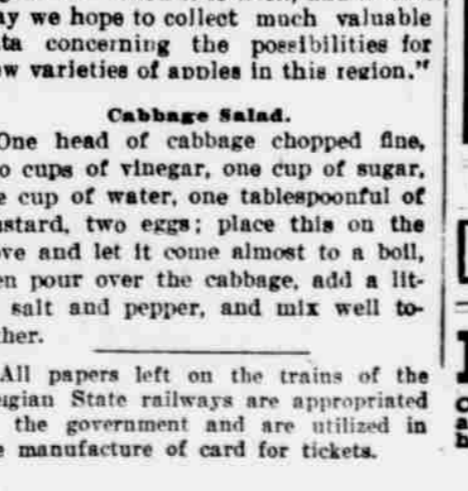 ay we hope to collect much valuable
ta concerning the possibilities for
w varieties of apples in this region."
Cabbage Salad.
One head of cabbage chopped fine,
o cups of vinegar, one cup of sugar,
e cup of water, one tablespoonful of
ustard, two eggs; place this on the
ve and let it come almost to a boil,
en pour over the cabbage, add a lit-
salt and pepper, and mix well to-
ther.
All papers left on the trains of the
elgian State railways are appropriated
the government and are utilized in
e manufacture of card for tickets.